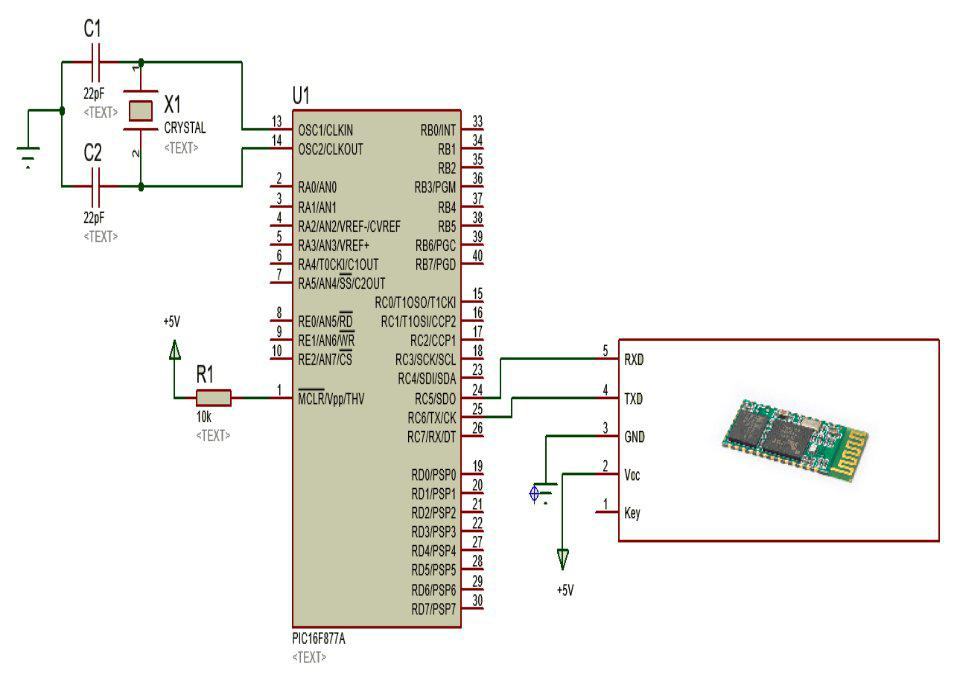 C1
22pF
<TEXT>
1
X1
CRYSTAL
<TEXT>
2
C2
22pF
<TEXT>
U1
13 OSC1/CLKIN
14 OSC2/CLKOUT
2 RA0/AN0
3 RA1/AN1
4 RA2/AN2/VREF-/CVREF
5 RA3/AN3/VREF+
6 RA4/T0CKI/C1OUT
7 RA5/AN4/SS/C2OUT
8 RE0/AN5/RD
9 RE1/AN6/WR
10 RE2/AN7/CS
1 MCLR/Vpp/THV
RB0/INT 33
RB1 34
RB2 35
RB3/PGM 36
RB4 37
RB5 38
RB6/PGC 39
RB7/PGD 40
RC0/T1OSO/T1CKI 15
RC1/T1OSI/CCP2 16
RC2/CCP1 17
RC3/SCK/SCL 18
RC4/SDI/SDA 23
RC5/SDO 24
RC6/TX/CK 25
RC7/RX/DT 26
RD0/PSP0 19
RD1/PSP1 20
RD2/PSP2 21
RD3/PSP3 22
RD4/PSP4 27
RD5/PSP5 28
RD6/PSP6 29
RD7/PSP7 30
PIC16F877A
<TEXT>
+5V
R1
10k
<TEXT>
5 RXD
4 TXD
3 GND
2 Vcc
1 Key
+5V